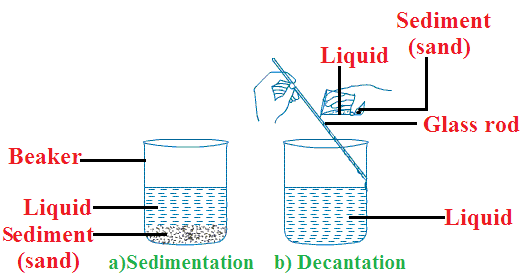 Sediment
(sand)
Liquid
Glass rod
Beaker
Liquid
Sediment
(sand)
Liquid
a)Sedimentation
b) Decantation